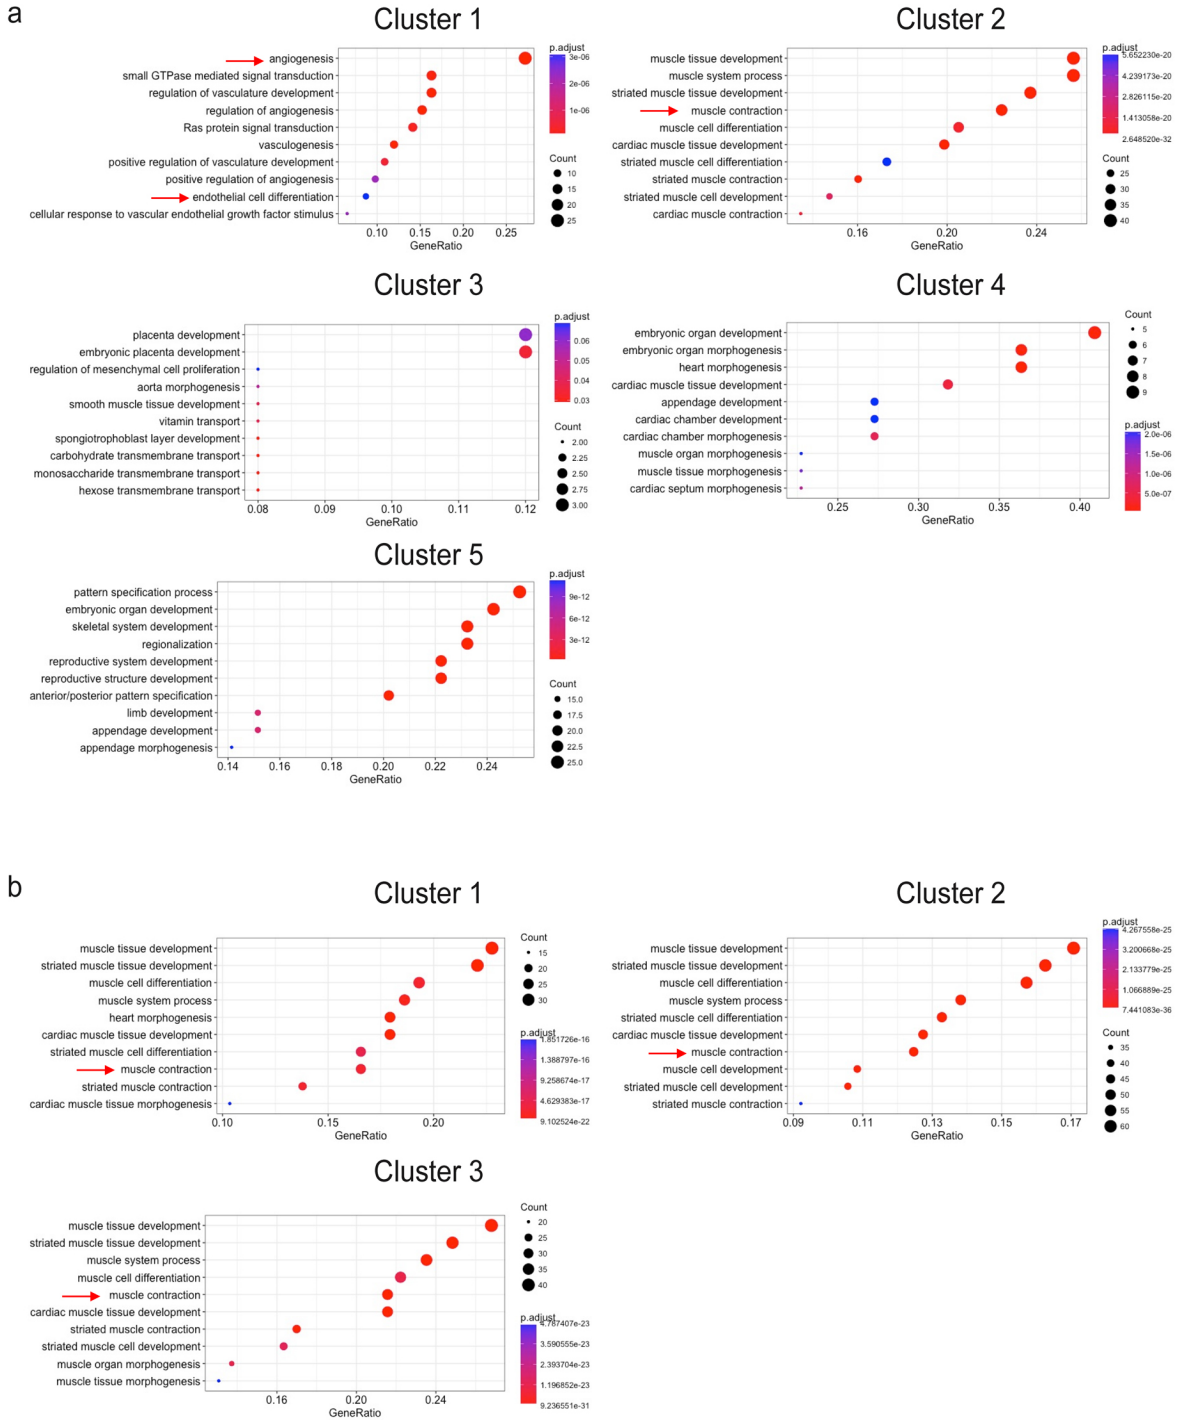 a
Cluster 1
angiogenesis
small GTPase mediated signal transduction
regulation of vasculature development
regulation of angiogenesis
Ras protein signal transduction
vasculogenesis
positive regulation of vasculature development
positive regulation of angiogenesis
endothelial cell differentiation
cellular response to vascular endothelial growth factor stimulus
0.10 0.15 0.20 0.25
GeneRatio
p.adjust
3e-06
2e-06
1e-06
Count
10
15
20
25
Cluster 2
muscle tissue development
muscle system process
striated muscle tissue development
muscle contraction
muscle cell differentiation
cardiac muscle tissue development
striated muscle cell differentiation
striated muscle contraction
striated muscle cell development
cardiac muscle contraction
0.16 0.20 0.24
GeneRatio
p.adjust
5.652230e-20
4.239173e-20
2.826115e-20
1.413058e-20
2.648520e-32
Count
25
30
35
40
Cluster 3
placenta development
embryonic placenta development
regulation of mesenchymal cell proliferation
aorta morphogenesis
smooth muscle tissue development
vitamin transport
spongiotrophoblast layer development
carbohydrate transmembrane transport
monosaccharide transmembrane transport
hexose transmembrane transport
0.08 0.09 0.10 0.11 0.12
GeneRatio
p.adjust
0.06
0.05
0.04
0.03
Count
2.00
2.25
2.50
2.75
3.00
Cluster 4
embryonic organ development
embryonic organ morphogenesis
heart morphogenesis
cardiac muscle tissue development
appendage development
cardiac chamber development
cardiac chamber morphogenesis
muscle organ morphogenesis
muscle tissue morphogenesis
cardiac septum morphogenesis
0.25 0.30 0.35 0.40
GeneRatio
Count
5
6
7
8
9
p.adjust
2.0e-06
1.5e-06
1.0e-06
5.0e-07
Cluster 5
pattern specification process
embryonic organ development
skeletal system development
regionalization
reproductive system development
reproductive structure development
anterior/posterior pattern specification
limb development
appendage development
appendage morphogenesis
0.14 0.16 0.18 0.20 0.22 0.24
GeneRatio
p.adjust
9e-12
6e-12
3e-12
Count
15.0
17.5
20.0
22.5
25.0
b
Cluster 1
muscle tissue development
striated muscle tissue development
muscle cell differentiation
muscle system process
heart morphogenesis
cardiac muscle tissue development
striated muscle cell differentiation
muscle contraction
striated muscle contraction
cardiac muscle tissue morphogenesis
0.10 0.15 0.20
GeneRatio
Count
15
20
25
30
p.adjust
1.851726e-16
1.388797e-16
9.258674e-17
4.629383e-17
9.102524e-22
Cluster 2
muscle tissue development
striated muscle tissue development
muscle cell differentiation
muscle system process
striated muscle cell differentiation
cardiac muscle tissue development
muscle contraction
muscle cell development
striated muscle cell development
striated muscle contraction
0.09 0.11 0.13 0.15 0.17
GeneRatio
p.adjust
4.267558e-25
3.200668e-25
2.133779e-25
1.066889e-25
7.441083e-36
Count
35
40
45
50
55
60
Cluster 3
muscle tissue development
striated muscle tissue development
muscle system process
muscle cell differentiation
muscle contraction
cardiac muscle tissue development
striated muscle contraction
striated muscle cell development
muscle organ morphogenesis
muscle tissue morphogenesis
0.16 0.20 0.24
GeneRatio
Count
20
25
30
35
40
p.adjust
4.787407e-23
3.590555e-23
2.393704e-23
1.196852e-23
9.236551e-31